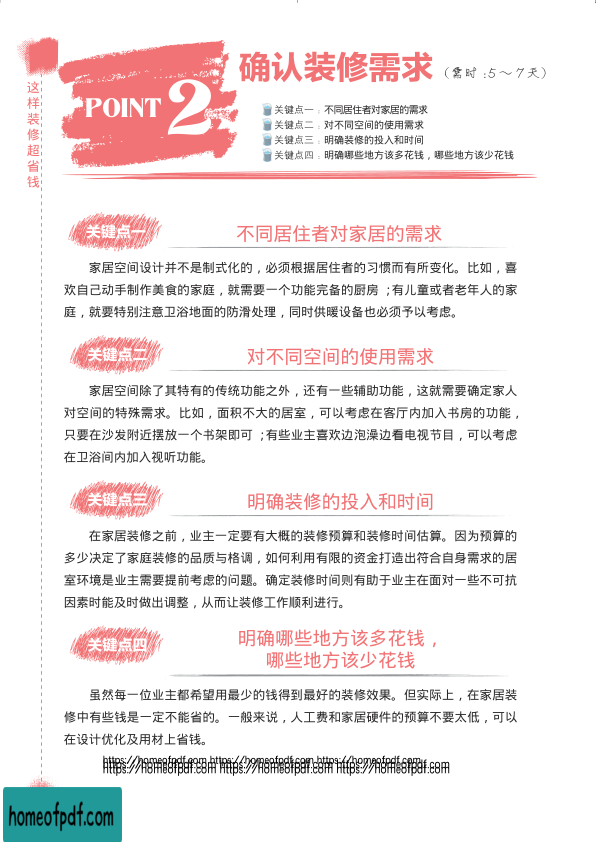 这样装修超省钱
POINT 2
确认装修需求（需时：5～7天）
关键点一：不同居住者对家居的需求
关键点二：对不同空间的使用需求
关键点三：明确装修的投入和时间
关键点四：明确哪些地方该多花钱，哪些地方该少花钱
关键点一
不同居住者对家居的需求
家居空间设计并不是制式化的，必须根据居住者的习惯而有所变化。比如，喜
欢自己动手制作美食的家庭，就需要一个功能完备的厨房；有儿童或者老年人的家
庭，就要特别注意卫浴地面的防滑处理，同时供暖设备也必须予以考虑。
关键点二
对不同空间的使用需求
家居空间除了其特有的传统功能之外，还有一些辅助功能，这就需要确定家人
对空间的特殊需求。比如，面积不大的居室，可以考虑在客厅内加入书房的功能，
只要在沙发附近摆放一个书架即可；有些业主喜欢边泡澡边看电视节目，可以考虑
在卫浴间内加入视听功能。
关键点三
明确装修的投入和时间
在家居装修之前，业主一定要有大概的装修预算和装修时间估算。因为预算的
多少决定了家庭装修的品质与格调，如何利用有限的资金打造出符合自身需求的居
室环境是业主需要提前考虑的问题。确定装修时间则有助于业主在面对一些不可抗
因素时能及时做出调整，从而让装修工作顺利进行。
关键点四
明确哪些地方该多花钱，
哪些地方该少花钱
虽然每一位业主都希望用最少的钱得到最好的装修效果。但实际上，在家居装
修中有些钱是一定不能省的。一般来说，人工费和家居硬件的预算不要太低，可以
在设计优化及用材上省钱。
https://homeofpdf.com https://homeofpdf.com https://homeofpdf.com
https://homeofpdf.com https://homeofpdf.com https://homeofpdf.com
homeofpdf.com